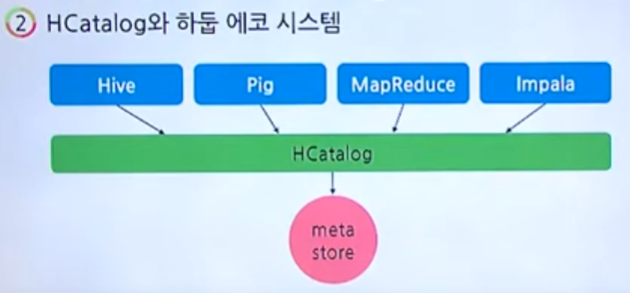 2 HCatalog와 하둡 에코 시스템
Hive
Pig
MapReduce
Impala
HCatalog
meta
store